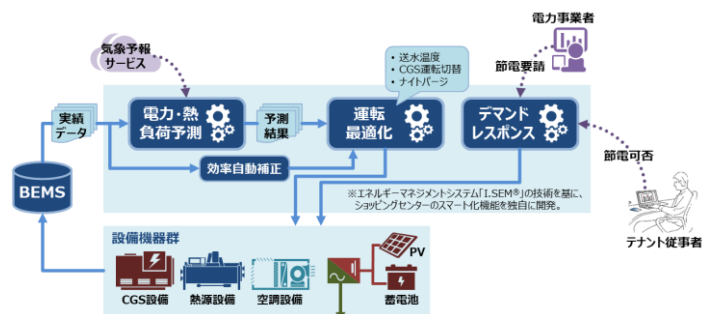 気象予報
サービス
・送水温度
・CGS運転切替
・ナイトパージ
電力事業者
節電要請
実績
データ
電力・熱
負荷予測
予測
結果
運転
最適化
デマンド
レスポンス
効率自動補正
節電可否
BEMS
※エネルギーマネジメントシステム「I.SEM®」の技術を基に、
ショッピングセンターのスマート化機能を独自に開発。
テナント従事者
設備機器群
PV
CGS設備
熱源設備
空調設備
蓄電池